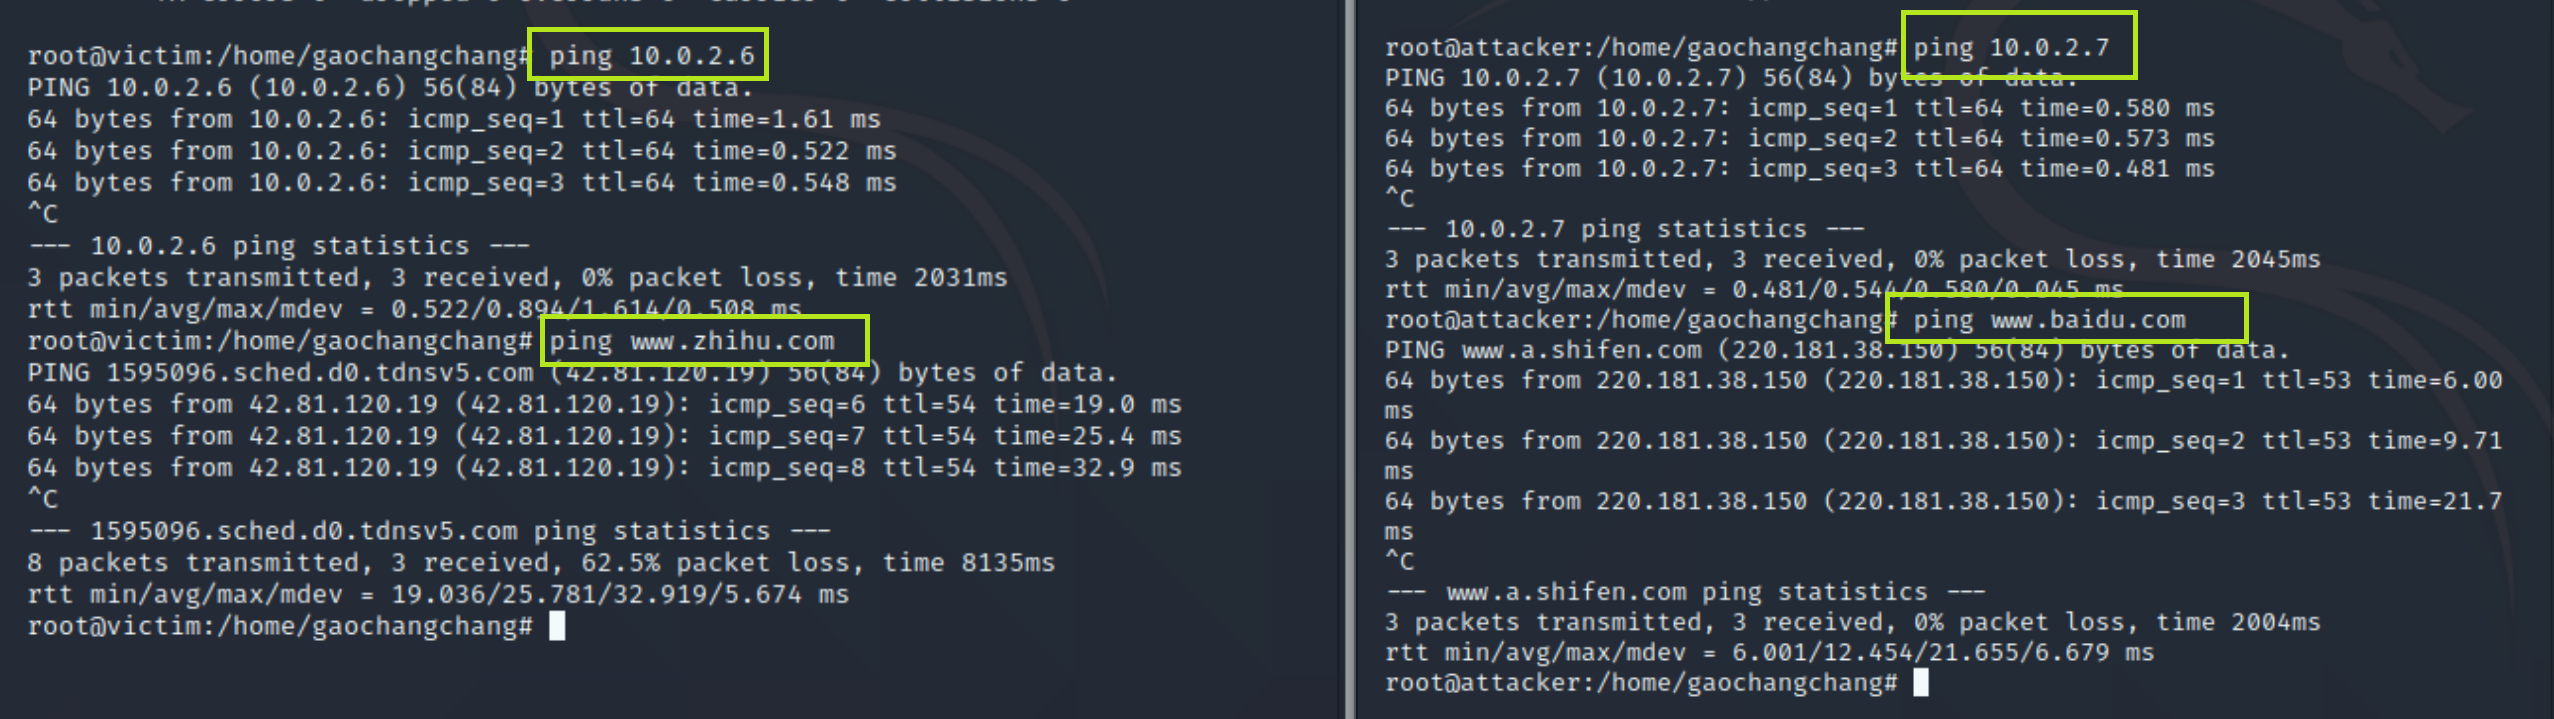 root@victim:/home/gaochangchang# ping 10.0.2.6
PING 10.0.2.6 (10.0.2.6) 56(84) bytes of data.
64 bytes from 10.0.2.6: icmp_seq=1 ttl=64 time=1.61 ms
64 bytes from 10.0.2.6: icmp_seq=2 ttl=64 time=0.522 ms
64 bytes from 10.0.2.6: icmp_seq=3 ttl=64 time=0.548 ms
^C
--- 10.0.2.6 ping statistics ---
3 packets transmitted, 3 received, 0% packet loss, time 2031ms
rtt min/avg/max/mdev = 0.522/0.894/1.614/0.508 ms
root@victim:/home/gaochangchang# ping www.zhihu.com
PING 1595096.sched.d0.tdnsv5.com (42.81.120.19) 56(84) bytes of data.
64 bytes from 42.81.120.19 (42.81.120.19): icmp_seq=6 ttl=54 time=19.0 ms
64 bytes from 42.81.120.19 (42.81.120.19): icmp_seq=7 ttl=54 time=25.4 ms
64 bytes from 42.81.120.19 (42.81.120.19): icmp_seq=8 ttl=54 time=32.9 ms
^C
--- 1595096.sched.d0.tdnsv5.com ping statistics ---
8 packets transmitted, 3 received, 62.5% packet loss, time 8135ms
rtt min/avg/max/mdev = 19.036/25.781/32.919/5.674 ms
root@victim:/home/gaochangchang#
root@attacker:/home/gaochangchang# ping 10.0.2.7
PING 10.0.2.7 (10.0.2.7) 56(84) bytes of data.
64 bytes from 10.0.2.7: icmp_seq=1 ttl=64 time=0.580 ms
64 bytes from 10.0.2.7: icmp_seq=2 ttl=64 time=0.573 ms
64 bytes from 10.0.2.7: icmp_seq=3 ttl=64 time=0.481 ms
^C
--- 10.0.2.7 ping statistics ---
3 packets transmitted, 3 received, 0% packet loss, time 2045ms
rtt min/avg/max/mdev = 0.481/0.544/0.580/0.045 ms
root@attacker:/home/gaochangchang# ping www.baidu.com
PING www.a.shifen.com (220.181.38.150) 56(84) bytes of data.
64 bytes from 220.181.38.150 (220.181.38.150): icmp_seq=1 ttl=53 time=6.00
ms
64 bytes from 220.181.38.150 (220.181.38.150): icmp_seq=2 ttl=53 time=9.71
ms
64 bytes from 220.181.38.150 (220.181.38.150): icmp_seq=3 ttl=53 time=21.7
ms
^C
--- www.a.shifen.com ping statistics ---
3 packets transmitted, 3 received, 0% packet loss, time 2004ms
rtt min/avg/max/mdev = 6.001/12.454/21.655/6.679 ms
root@attacker:/home/gaochangchang#